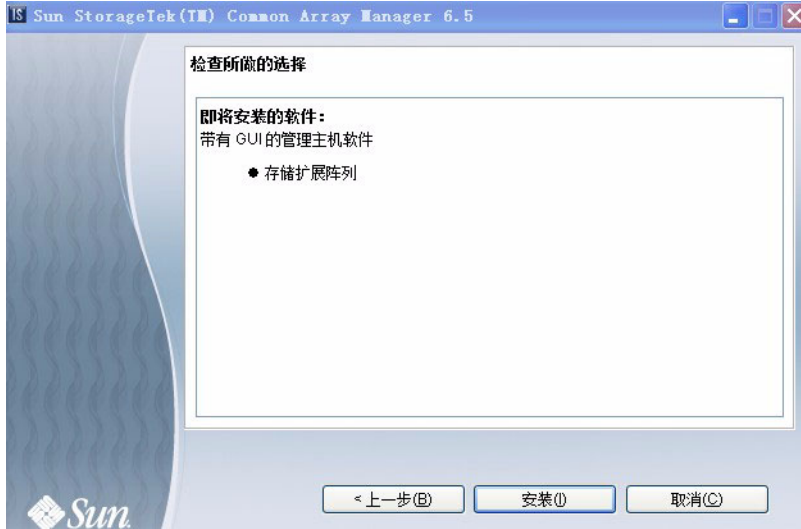 Sun StorageTek(TM) Common Array Manager 6.5
检查所做的选择
即将安装的软件：
带有 GUI 的管理主机软件
● 存储扩展阵列
< 上一步(B) 安装(I) 取消(C)
Sun